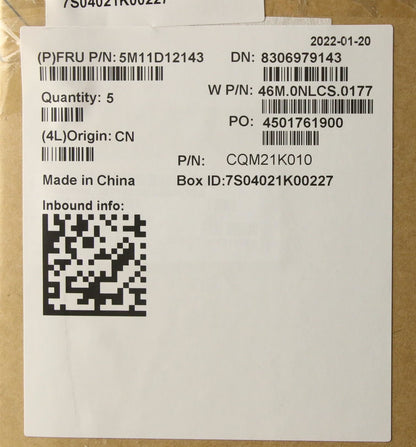 7S04021K00227
2022-01-20
(P)FRU P/N: 5M11D12143 DN: 8306979143
Quantity: 5 W P/N: 46M.0NLCS.0177
PO: 4501761900
(4L)Origin: CN
P/N: CQM21K010
Made in China Box ID:7S04021K00227
Inbound info: